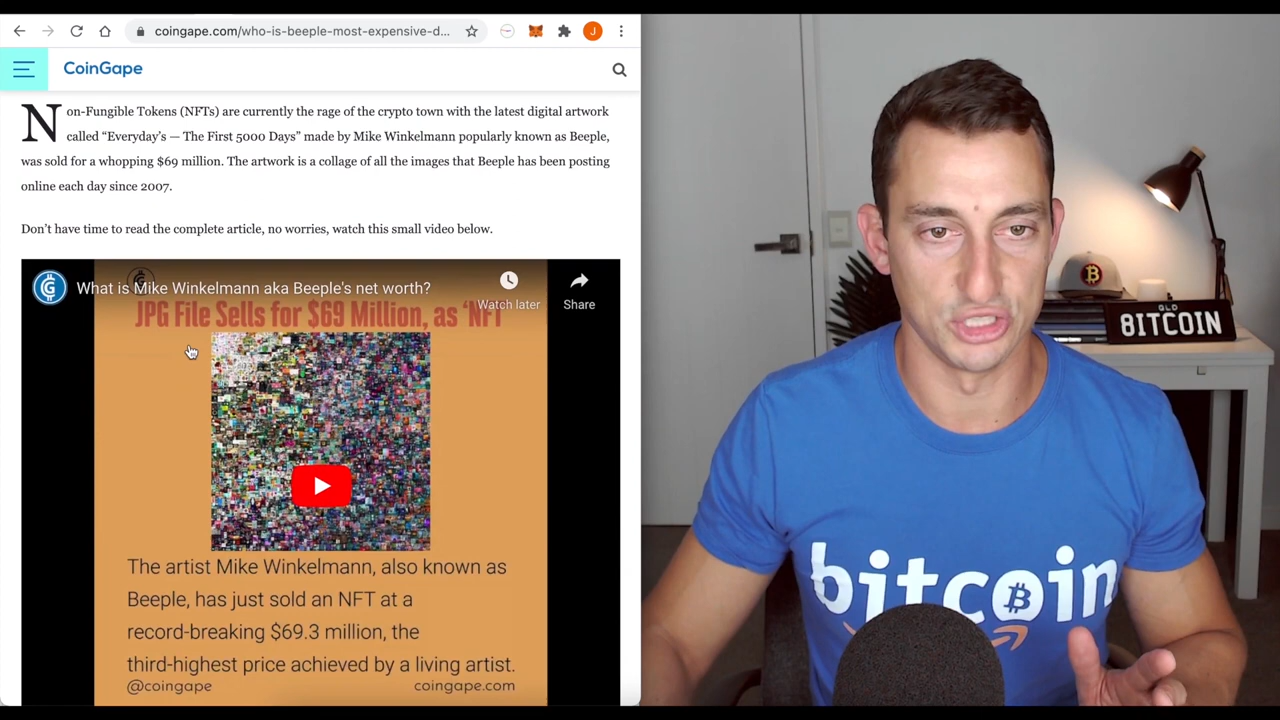 coingape.com/who-is-beeple-most-expensive-d...
J
CoinGape
Non-Fungible Tokens (NFTs) are currently the rage of the crypto town with the latest digital artwork
called “Everyday’s — The First 5000 Days” made by Mike Winkelmann popularly known as Beeple,
was sold for a whopping $69 million. The artwork is a collage of all the images that Beeple has been posting
online each day since 2007.
Don’t have time to read the complete article, no worries, watch this small video below.
What is Mike Winkelmann aka Beeple's net worth?
Watch later
Share
JPG File Sells for $69 Million, as ‘NFT
The artist Mike Winkelmann, also known as
Beeple, has just sold an NFT at a
record-breaking $69.3 million, the
third-highest price achieved by a living artist.
@coingape
coingape.com
QLD
8ITCOIN
bitcoin